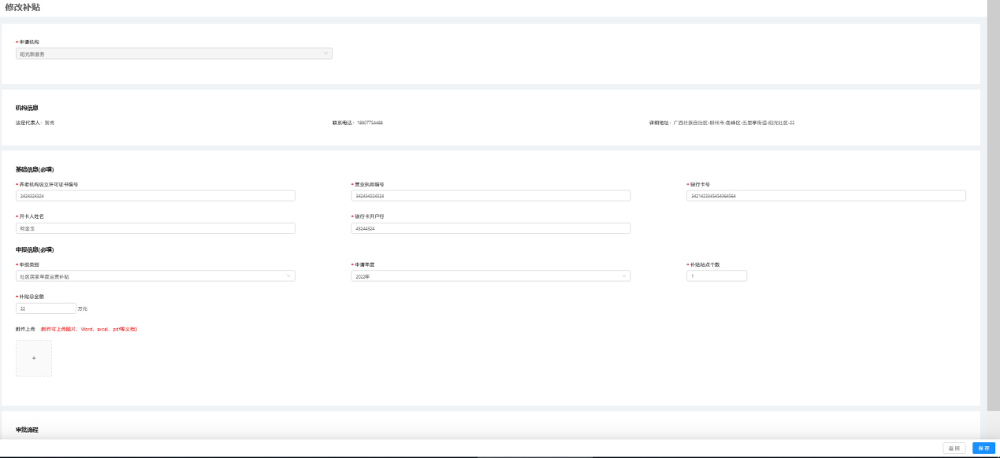 修改补贴
* 申请机构
阳光新慈善
机构信息
法定代表人：贺秀
联系电话：18907754488
详细地址：广西壮族自治区-柳州市-鱼峰区-五里亭街道-阳光社区-22
基础信息(必填)
* 养老机构设立许可证书编号
* 营业执照编号
* 银行卡号
2424324324
342434324324
3421423345454364564
* 开卡人姓名
* 银行卡开户行
何金玉
43244324
申报信息(必填)
* 申报类别
* 申请年度
* 补贴站点个数
社区居家年度运营补贴
2022年
1
* 补贴总金额
22 万元
附件上传 (附件可上传图片、Word、excel、pdf等文档)
+
审批流程
返回 保存